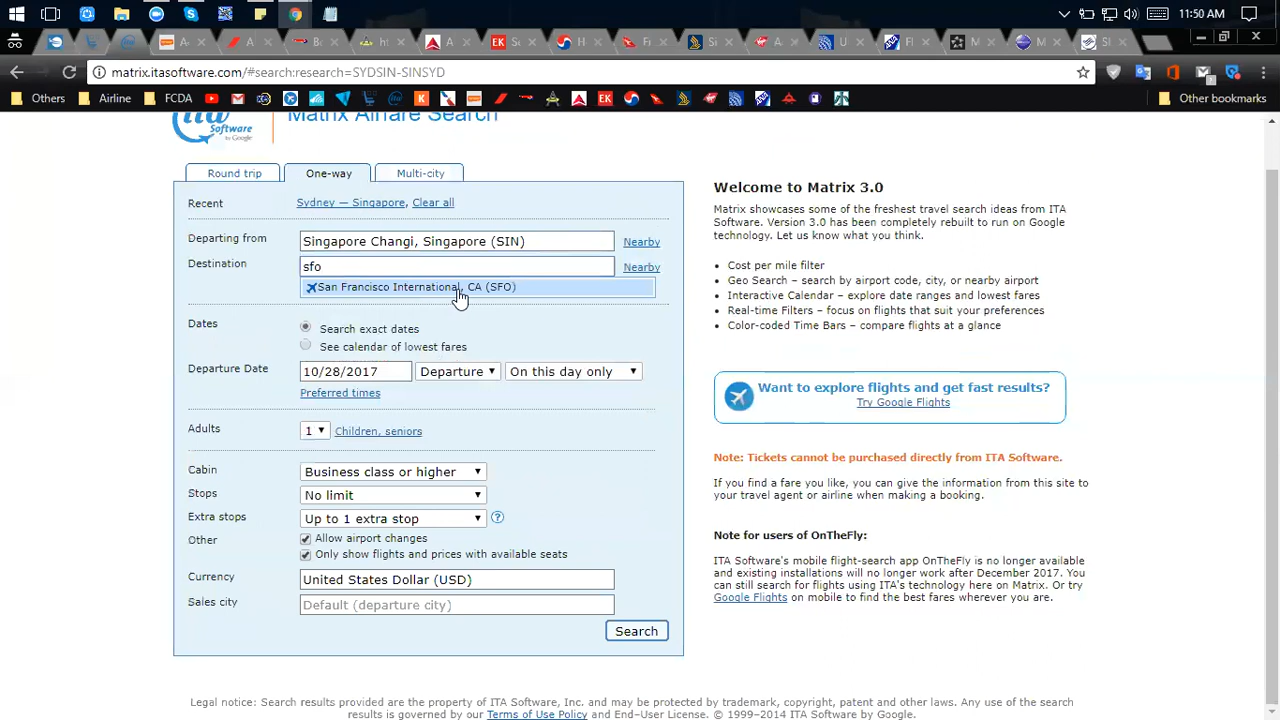 11:50 AM
matrix.itasoftware.com/#search:research=SYDSIN-SINSYD
Others Airline FCDA Other bookmarks
ita Software by Google
Matrix Airfare Search
Round trip One-way Multi-city
Recent Sydney — Singapore, Clear all
Departing from Singapore Changi, Singapore (SIN) Nearby
Destination sfo Nearby
San Francisco International, CA (SFO)
Dates Search exact dates
See calendar of lowest fares
Departure Date 10/28/2017 Departure On this day only
Preferred times
Adults 1 Children, seniors
Cabin Business class or higher
Stops No limit
Extra stops Up to 1 extra stop ?
Other Allow airport changes
Only show flights and prices with available seats
Currency United States Dollar (USD)
Sales city Default (departure city)
Search
Welcome to Matrix 3.0
Matrix showcases some of the freshest travel search ideas from ITA
Software. Version 3.0 has been completely rebuilt to run on Google
technology. Let us know what you think.
• Cost per mile filter
• Geo Search – search by airport code, city, or nearby airport
• Interactive Calendar – explore date ranges and lowest fares
• Real-time Filters – focus on flights that suit your preferences
• Color-coded Time Bars – compare flights at a glance
Want to explore flights and get fast results?
Try Google Flights
Note: Tickets cannot be purchased directly from ITA Software.
If you find a fare you like, you can give the information from this site to
your travel agent or airline when making a booking.
Note for users of OnTheFly:
ITA Software's mobile flight-search app OnTheFly is no longer available
and existing installations will no longer work after December 2017. You
can still search for flights using ITA's technology here on Matrix. Or try
Google Flights on mobile to find the best fares wherever you are.
Legal notice: Search results provided are the property of ITA Software, Inc. and may be protected by trademark, copyright, patent and other laws. Any use of the search
results is governed by our Terms of Use Policy and End-User License. © 1999-2014 ITA Software by Google.